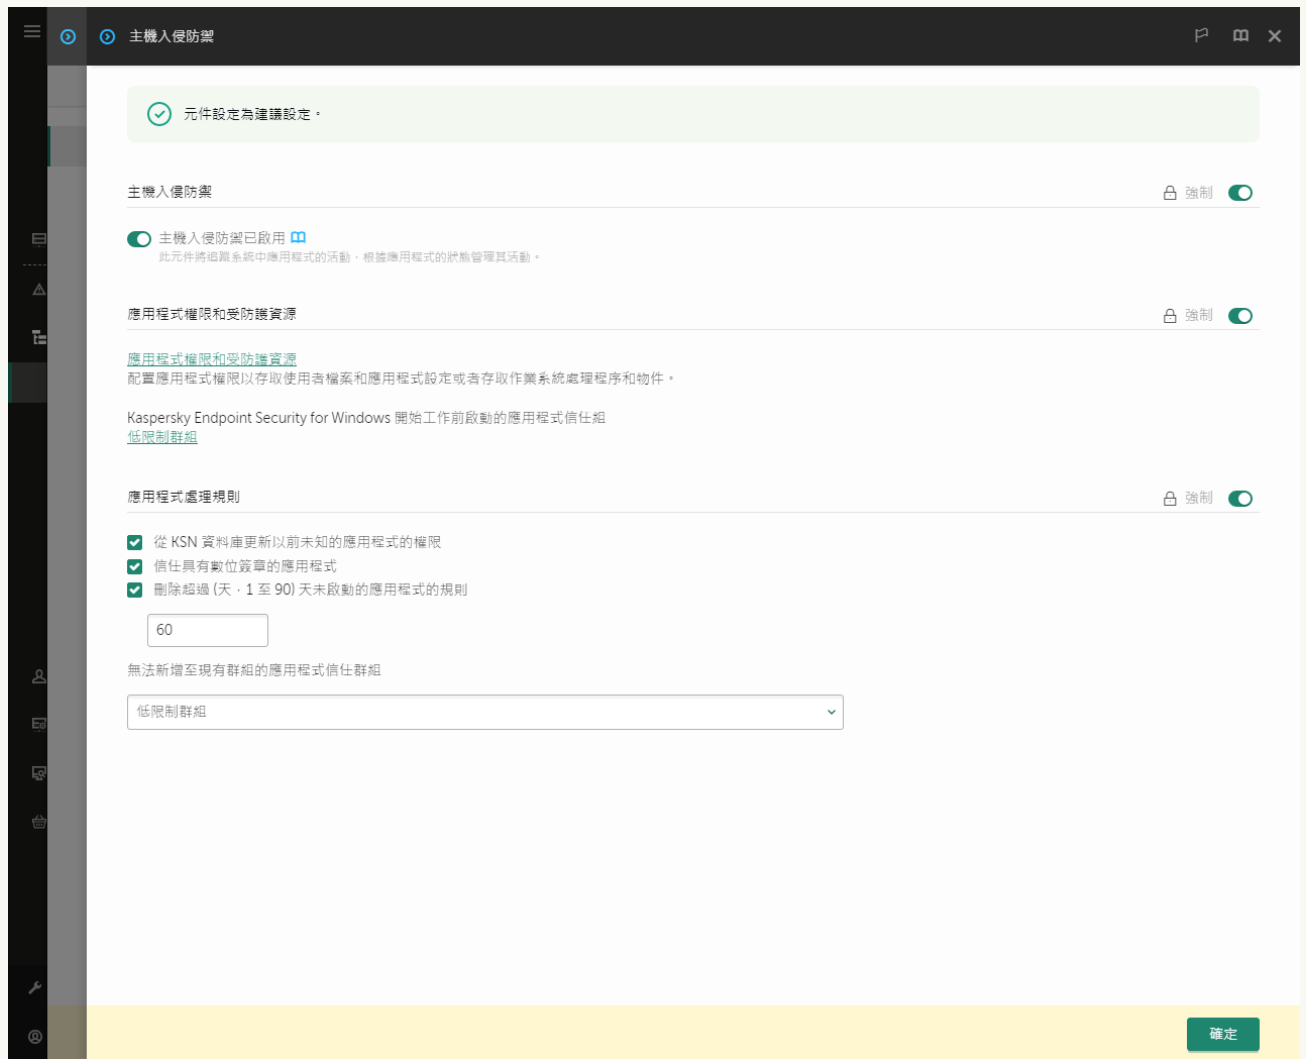 主機入侵防禦
元件設定為建議設定。
主機入侵防禦
強制
主機入侵防禦已啟用
此元件將追蹤系統中應用程式的活動，根據應用程式的狀態管理其活動。
應用程式權限和受防護資源
強制
應用程式權限和受防護資源
配置應用程式權限以存取使用者檔案和應用程式設定或者存取作業系統處理程序和物件。
Kaspersky Endpoint Security for Windows 開始工作前啟動的應用程式信任組
低限制群組
應用程式處理規則
強制
從 KSN 資料庫更新以前未知的應用程式的權限
信任具有數位簽章的應用程式
刪除超過 (天，1 至 90) 天未啟動的應用程式的規則
60
無法新增至現有群組的應用程式信任群組
低限制群組
確定